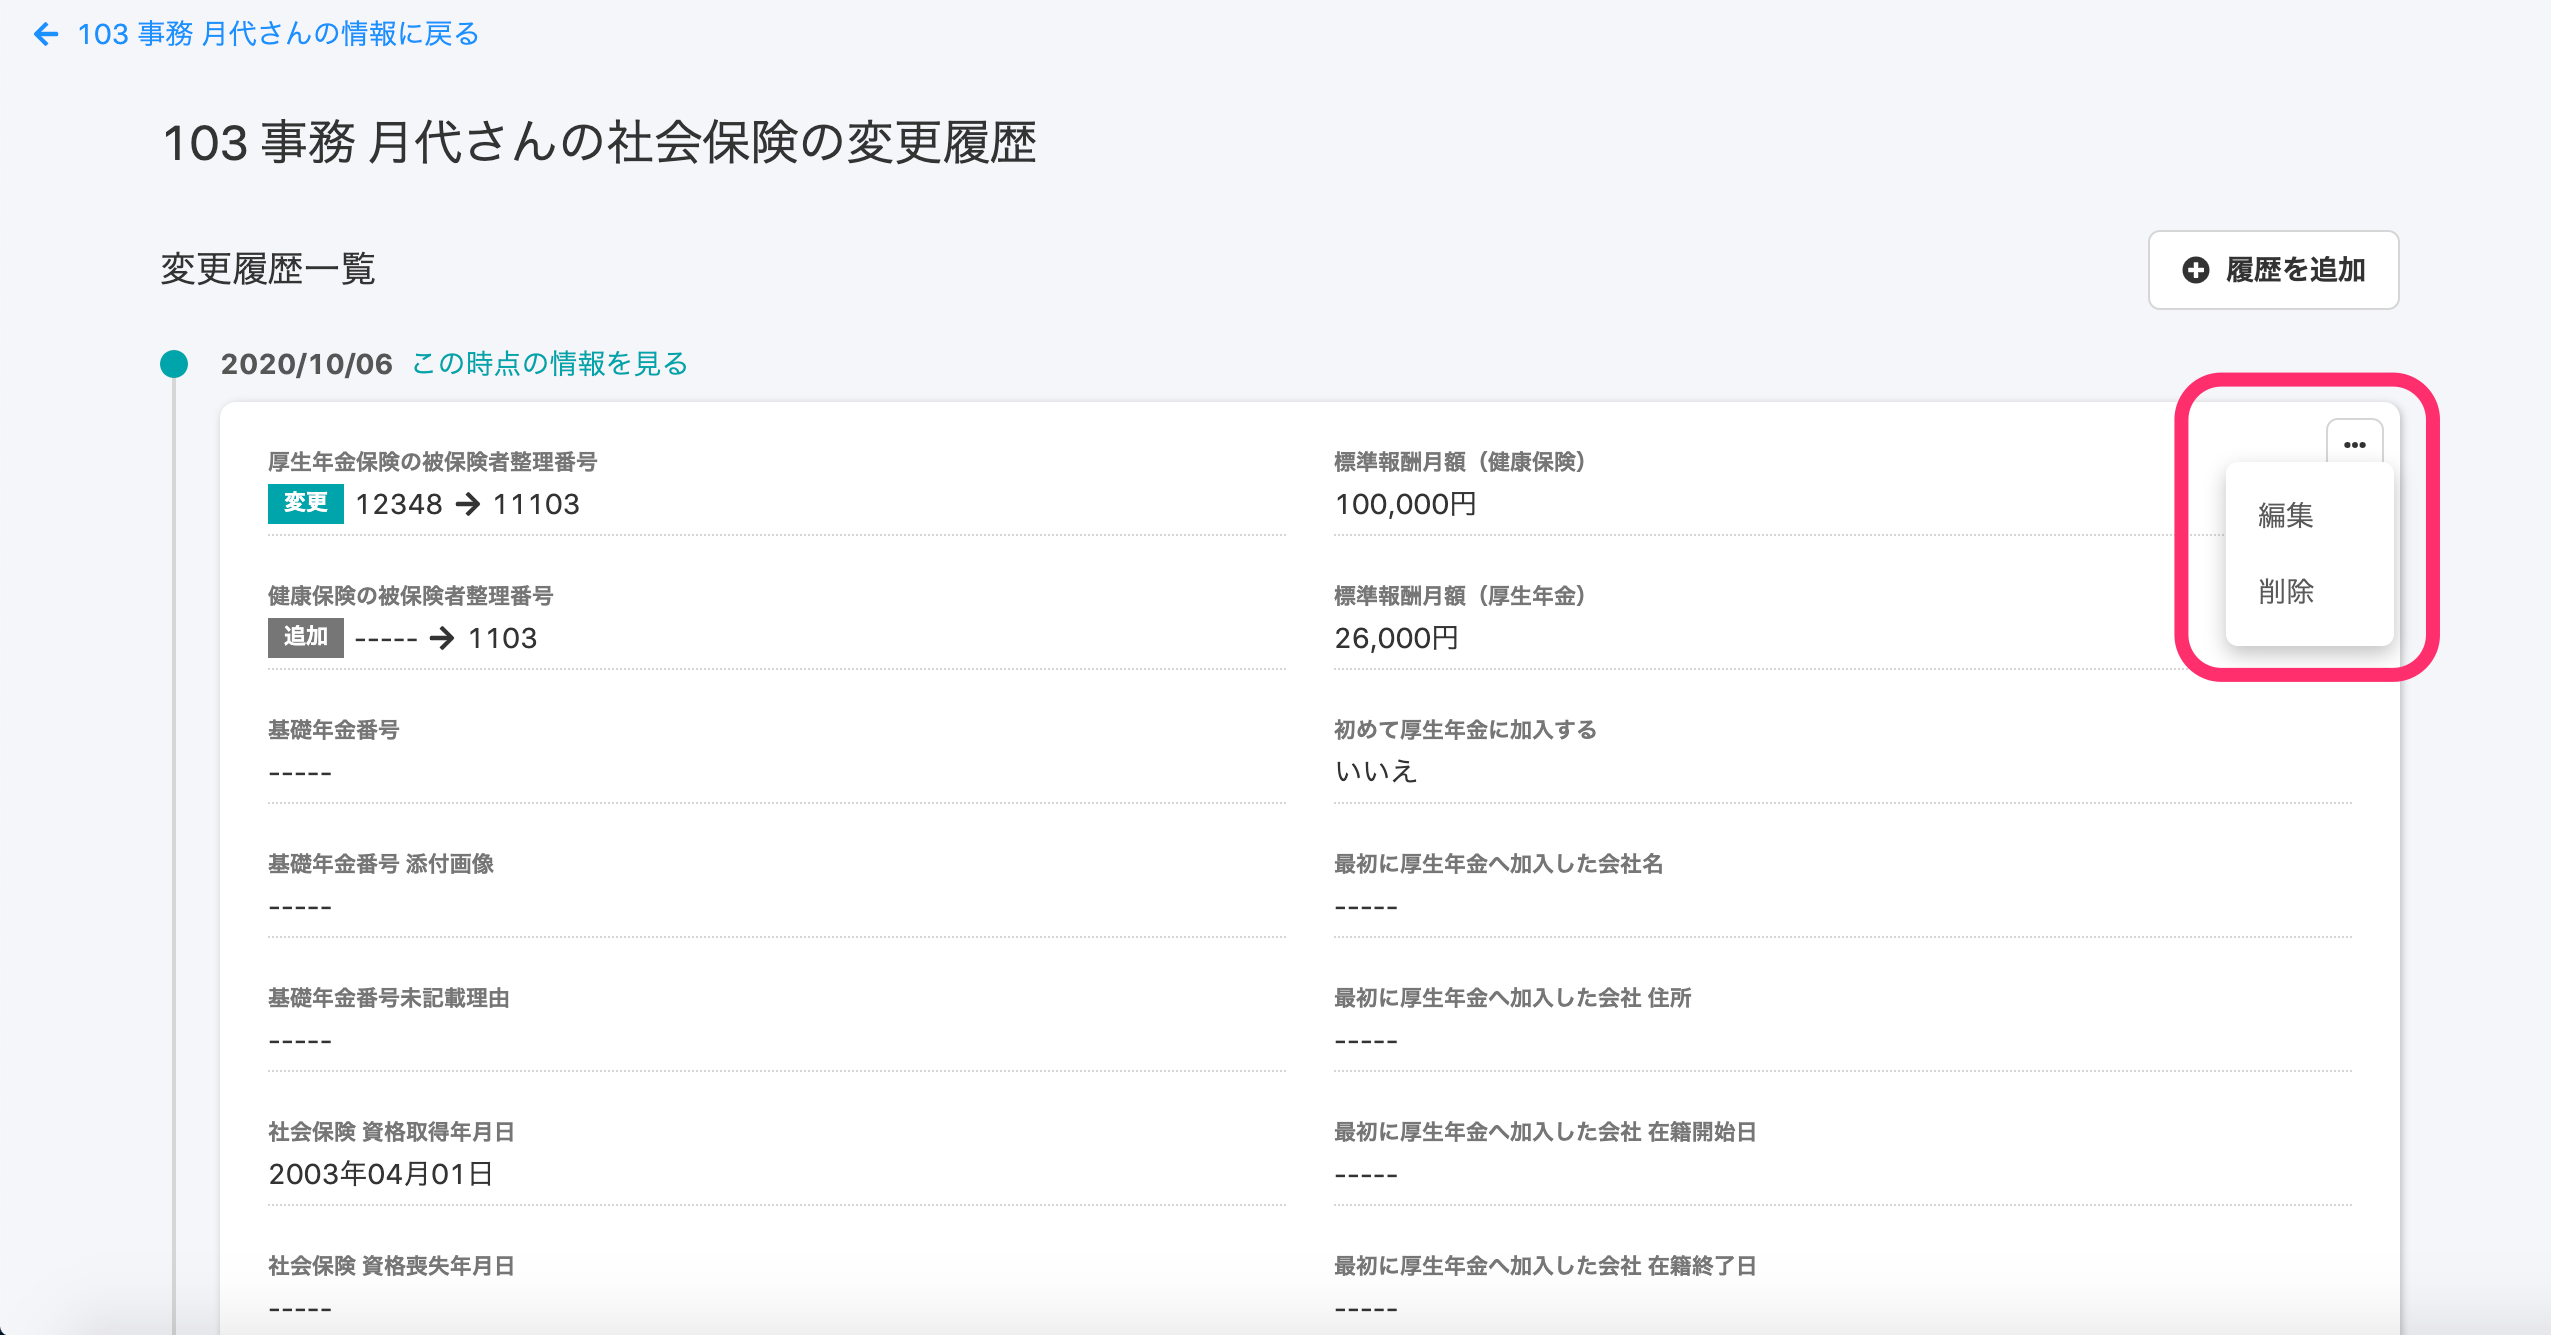 103 事務 月代さんの情報に戻る
103 事務 月代さんの社会保険の変更履歴
変更履歴一覧
履歴を追加
2020/10/06 この時点の情報を見る
厚生年金保険の被保険者整理番号
変更 12348 → 11103
標準報酬月額（健康保険）
100,000円
編集
削除
健康保険の被保険者整理番号
追加 ----- → 1103
標準報酬月額（厚生年金）
26,000円
基礎年金番号
-----
初めて厚生年金に加入する
いいえ
基礎年金番号 添付画像
-----
最初に厚生年金へ加入した会社名
-----
基礎年金番号未記載理由
-----
最初に厚生年金へ加入した会社 住所
-----
社会保険 資格取得年月日
2003年04月01日
最初に厚生年金へ加入した会社 在籍開始日
-----
社会保険 資格喪失年月日
-----
最初に厚生年金へ加入した会社 在籍終了日
-----